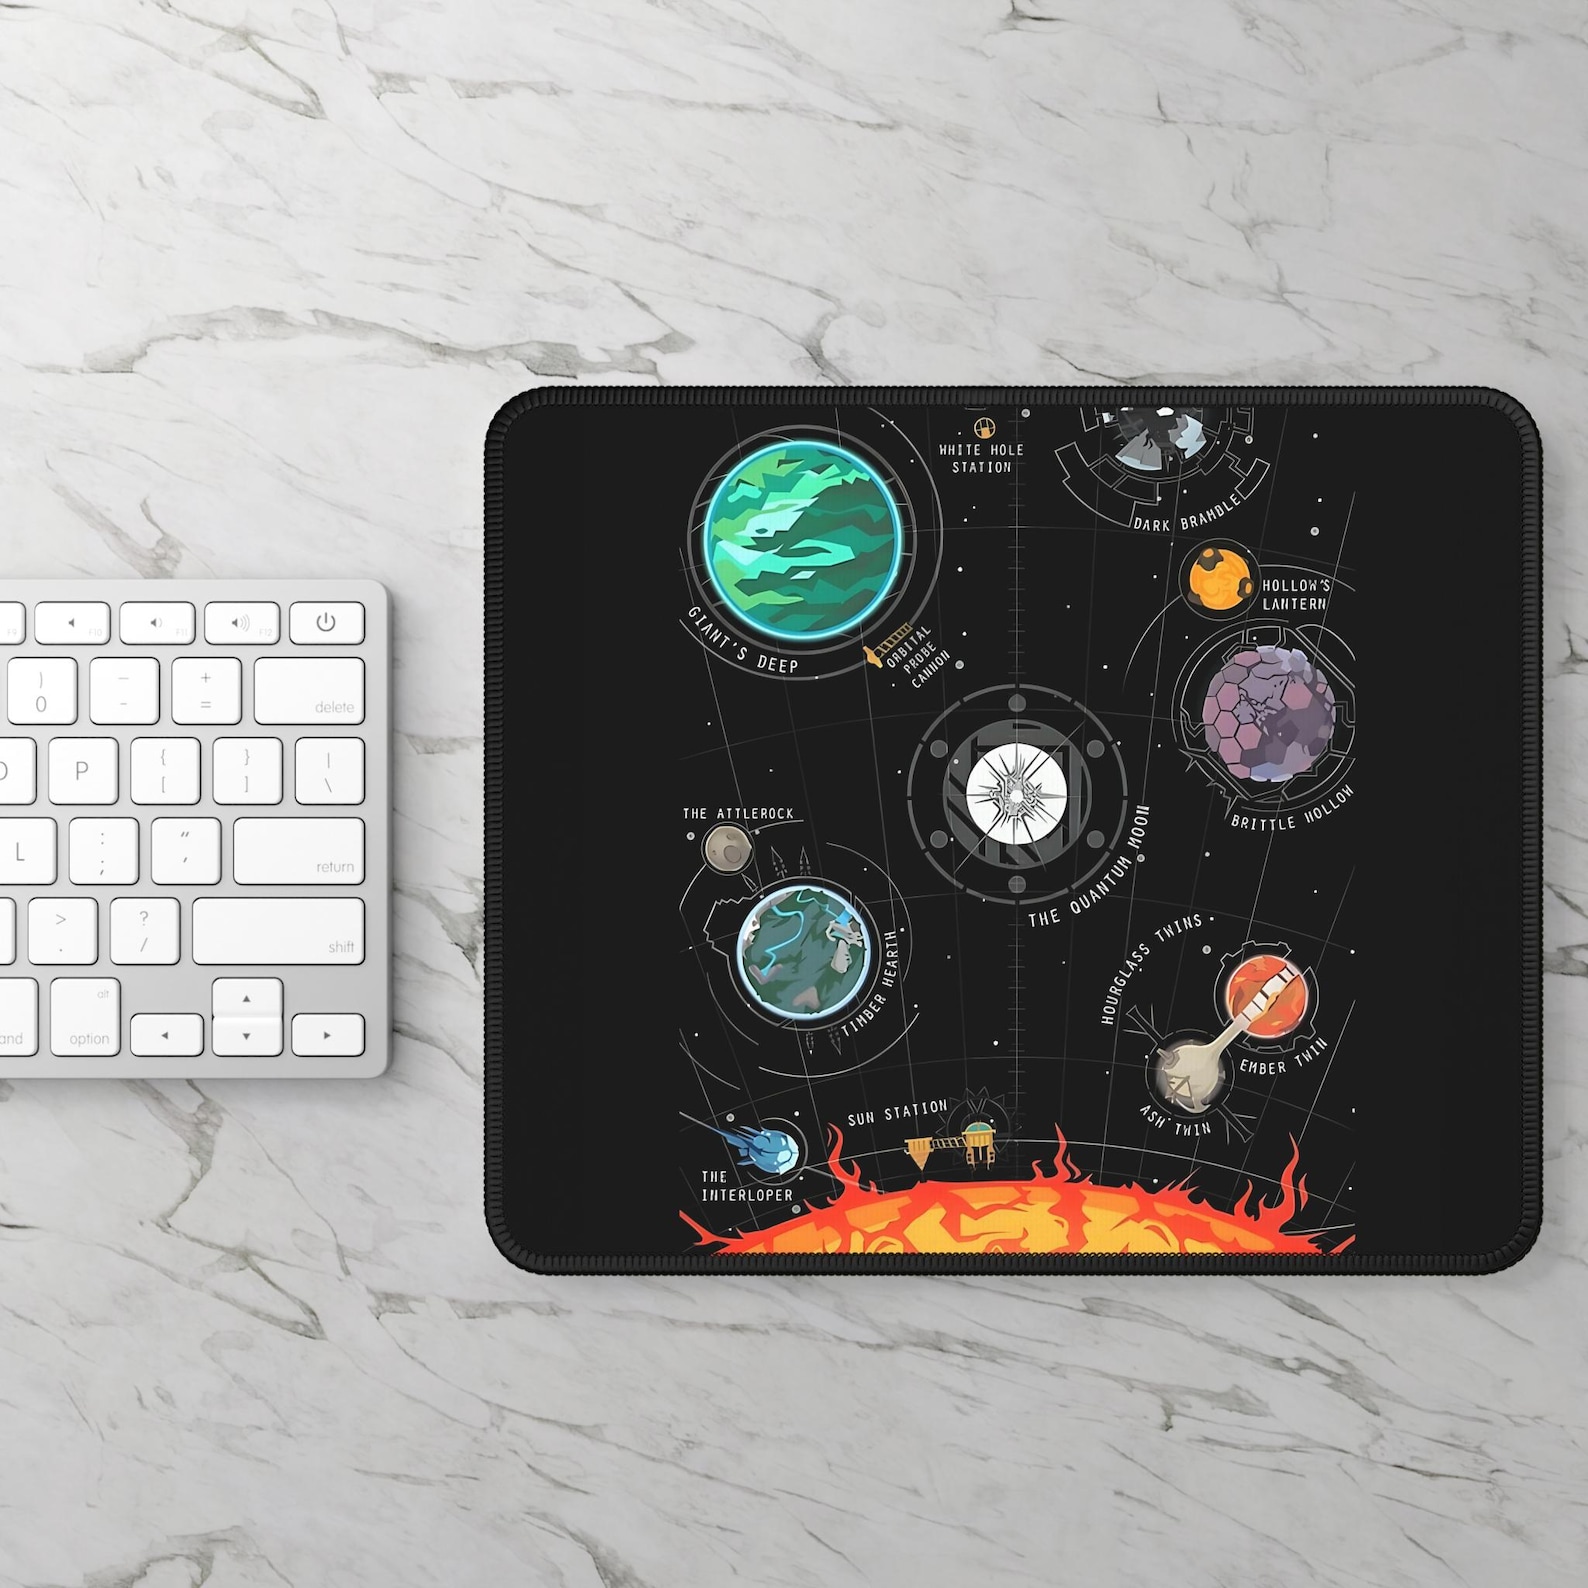 WHITE HOLE
STATION
DARK BRAMBLE
HOLLOW'S
LANTERN
GIANT'S DEEP
ORBITAL
PROBE
CANNON
BRITTLE HOLLOW
THE ATTLEROCK
THE QUANTUM MOON
TIMBER HEARTH
HOURGLASS TWINS
EMBER TWIN
ASH TWIN
SUN STATION
THE
INTERLOPER
F9
F10
F11
F12
)
0
_
-
+
=
delete
P
{
[
}
]
|
\
L
:
;
"
'
return
>
.
?
/
shift
alt
option